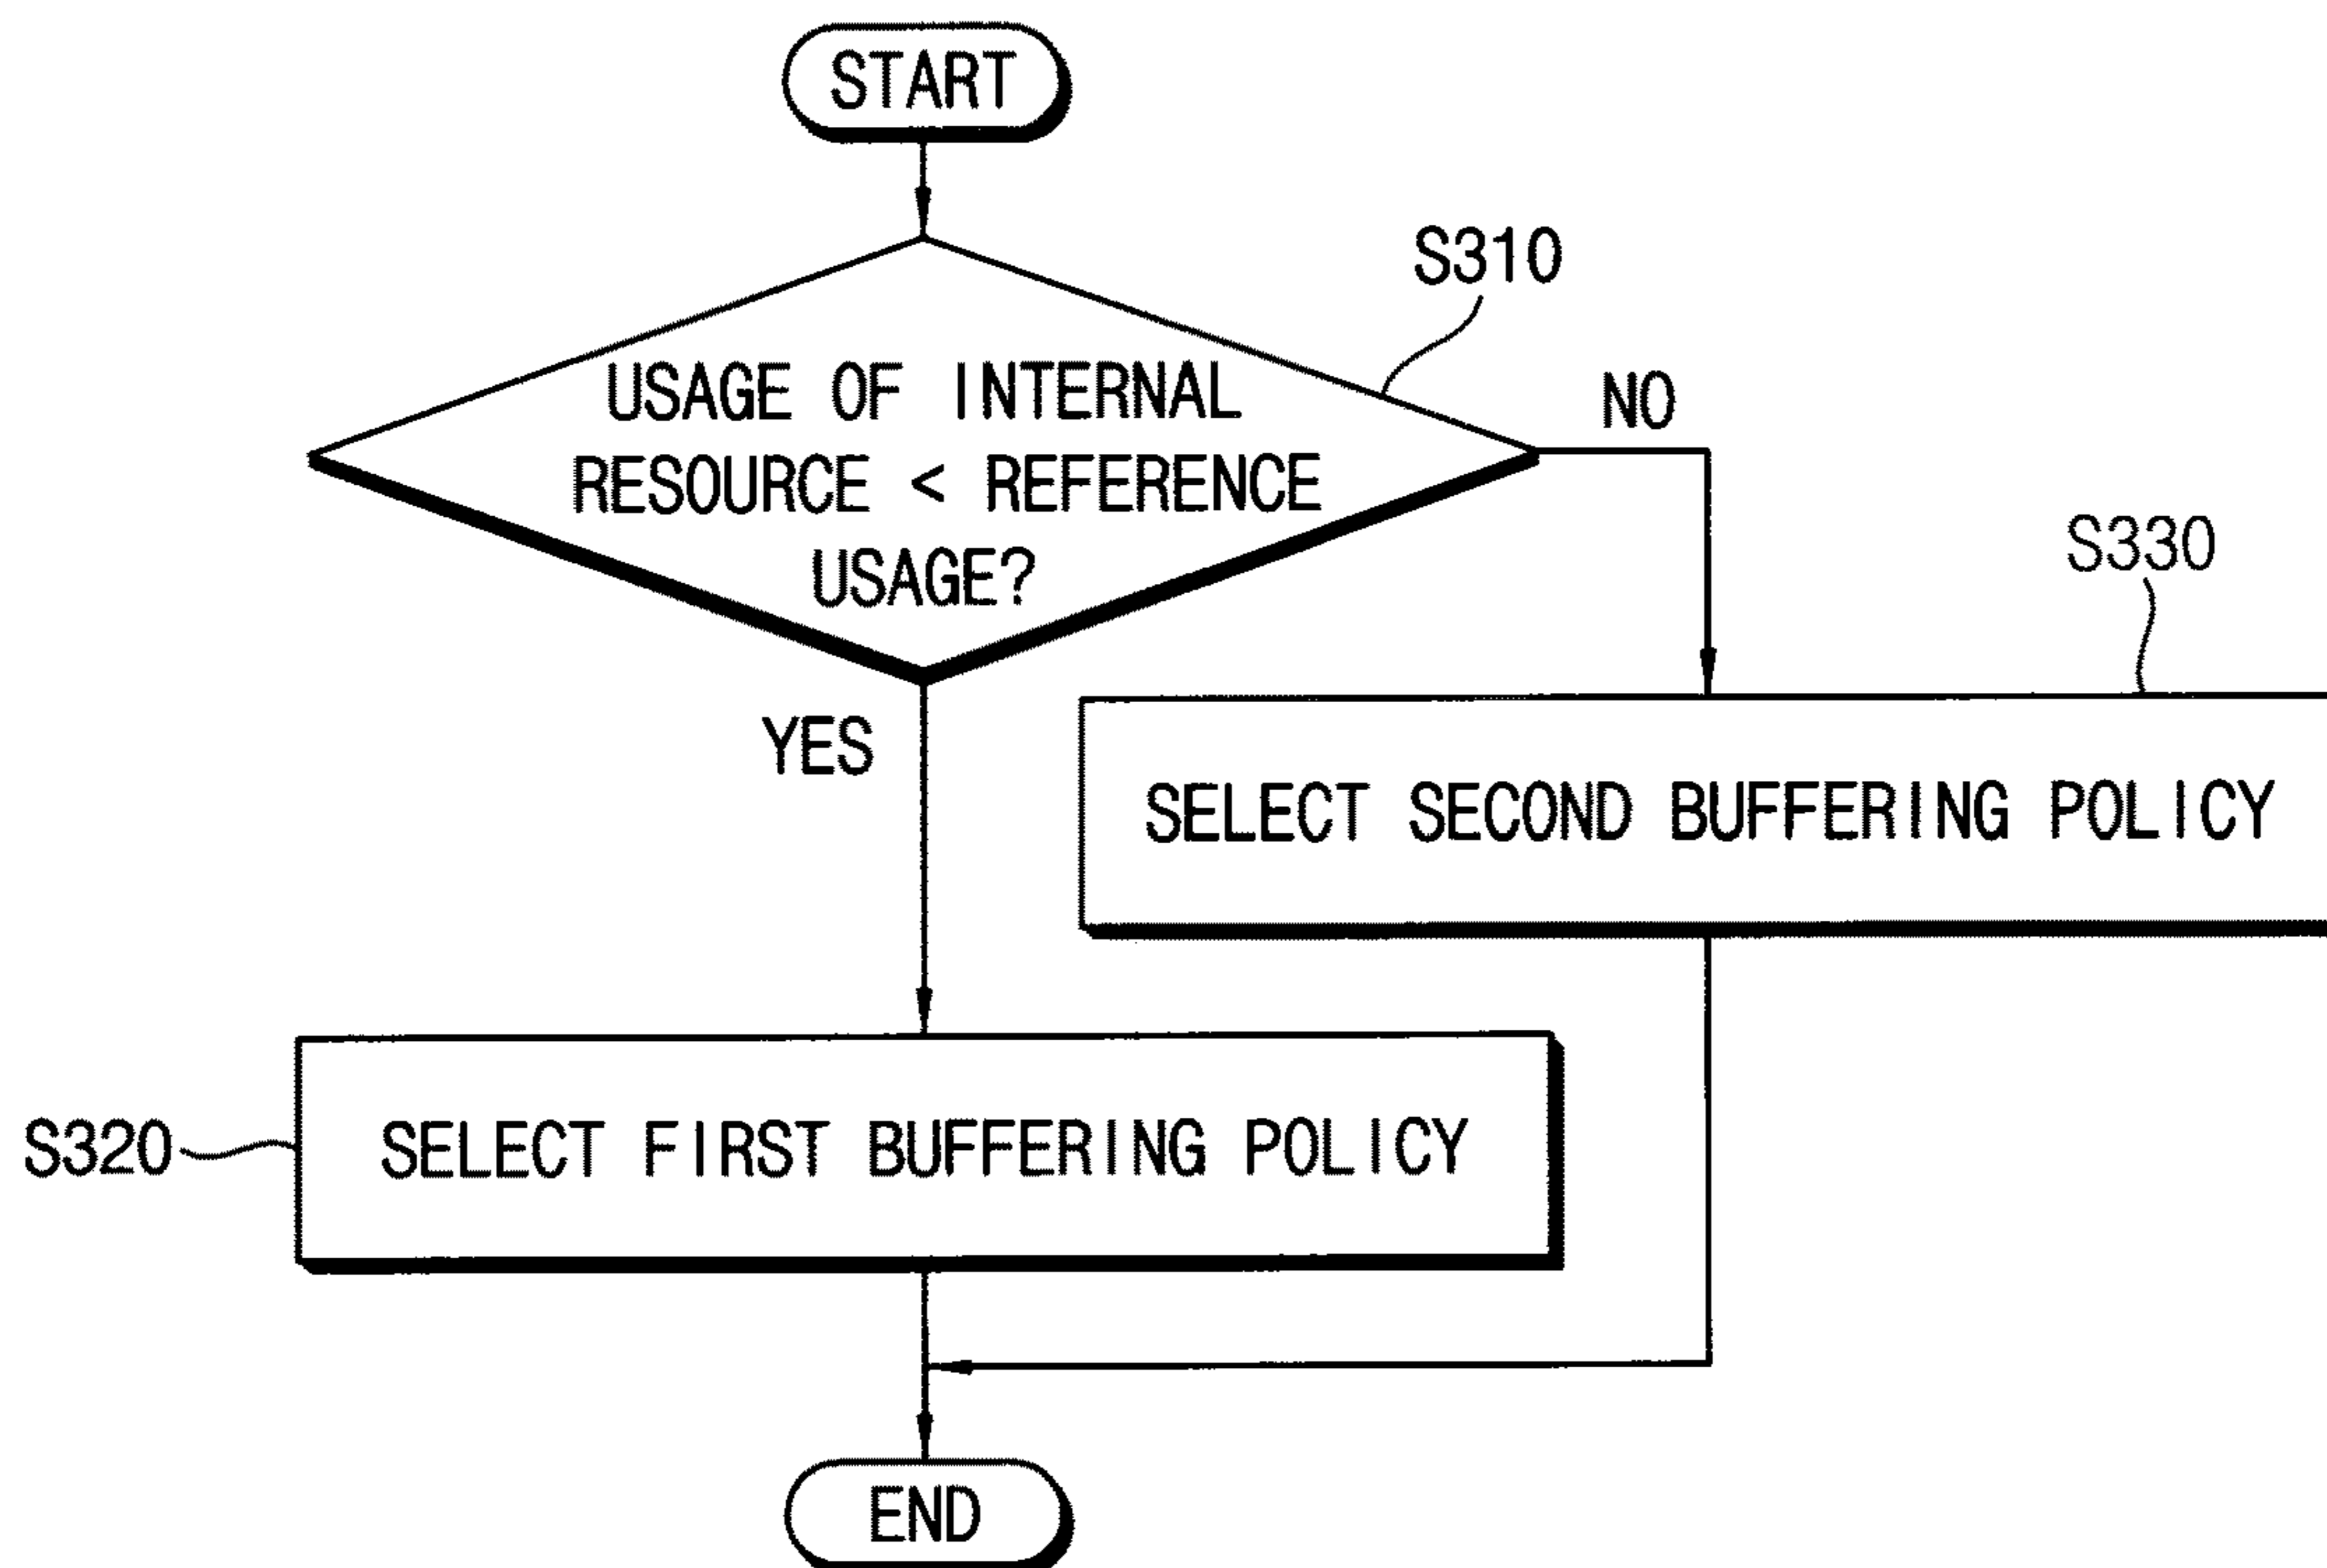 START
S310
USAGE OF INTERNAL
RESOURCE < REFERENCE
USAGE?
NO
YES
S330
SELECT SECOND BUFFERING POLICY
S320
SELECT FIRST BUFFERING POLICY
END